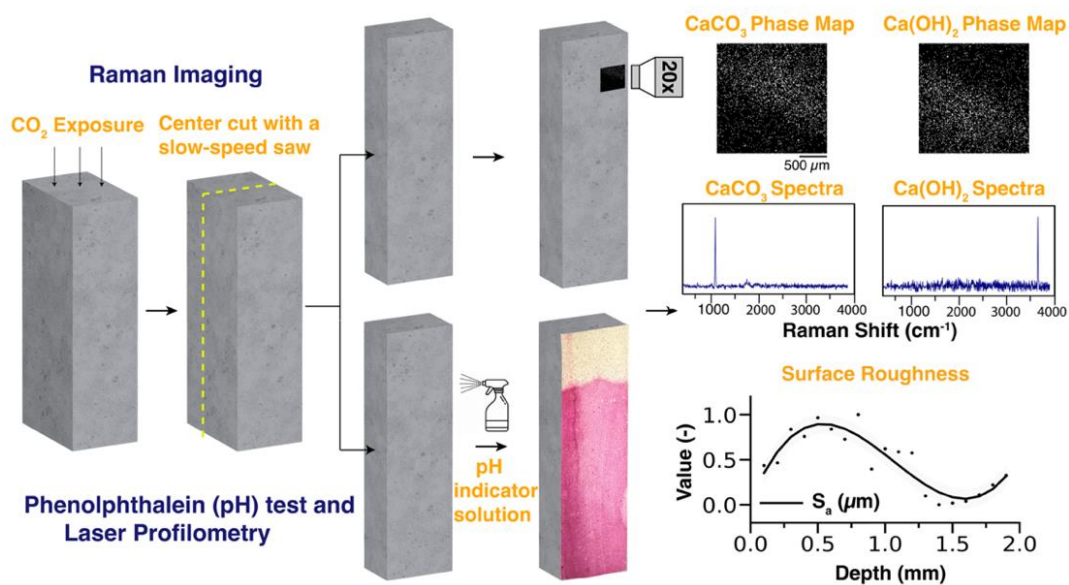 Raman Imaging
CO₂ Exposure
Center cut with a
slow-speed saw
20x
CaCO₃ Phase Map
Ca(OH)₂ Phase Map
500 µm
CaCO₃ Spectra
Ca(OH)₂ Spectra
1000 2000 3000 4000
1000 2000 3000 4000
Raman Shift (cm⁻¹)
Phenolphthalein (pH) test and
Laser Profilometry
pH
indicator
solution
Surface Roughness
Value (-)
1.0
0.5
0.0
Sₐ (µm)
0.0 0.5 1.0 1.5 2.0
Depth (mm)